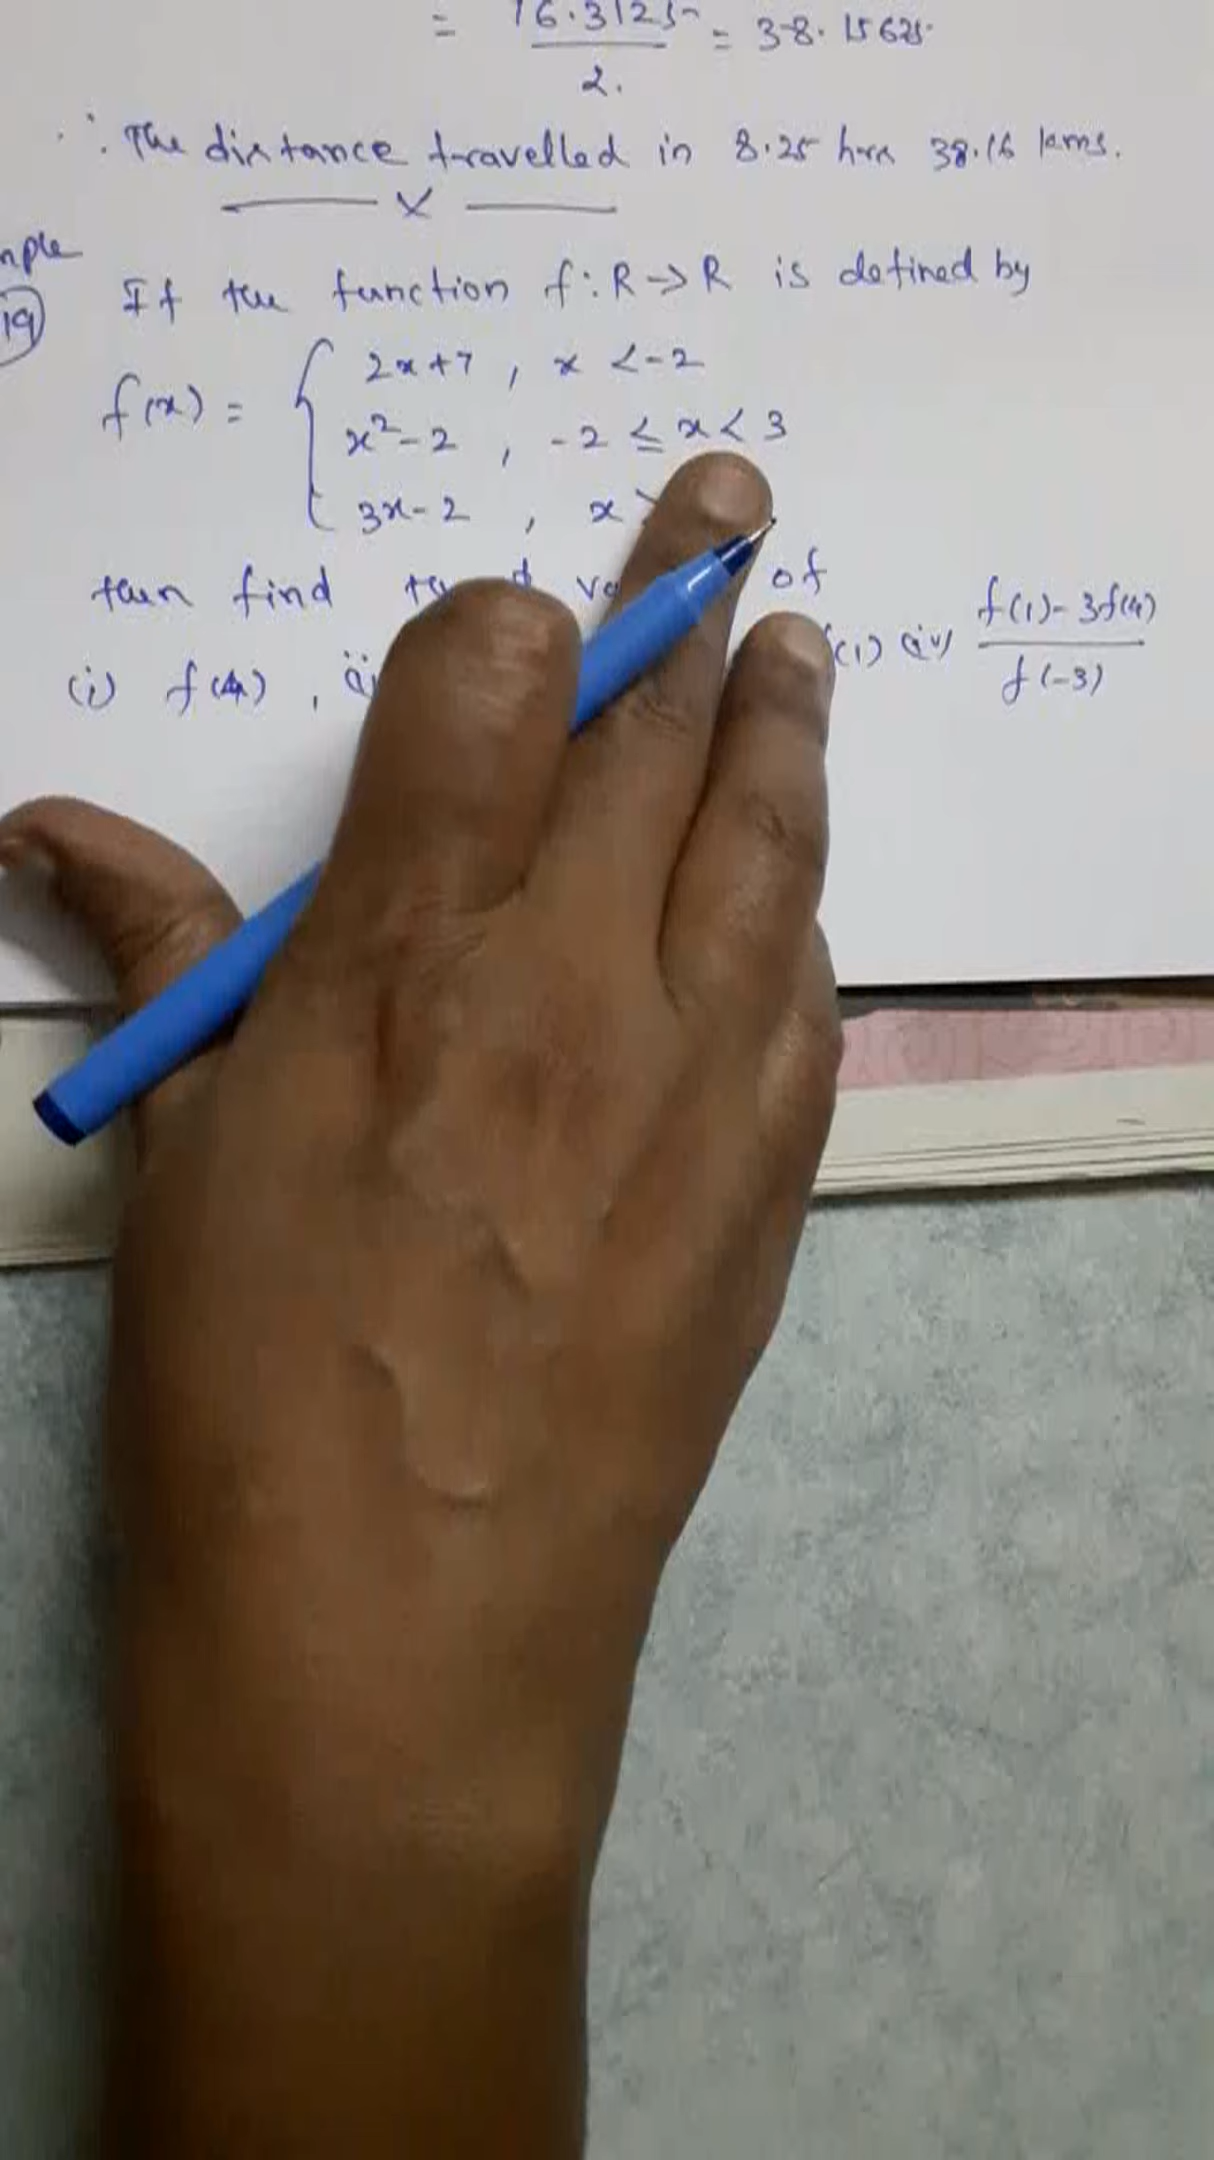 = 76.3125 / 2. = 38.15625
∴ The distance travelled in 8.25 hrs 38.16 kms.
—— x ——
If the function f : R → R is defined by
19
f(x) = { 2x+7 , x < -2
x² - 2 , -2 ≤ x < 3
3x - 2 , x
then find of
(i) f(4) , (1) (iv) f(1) - 3f(4) / f(-3)